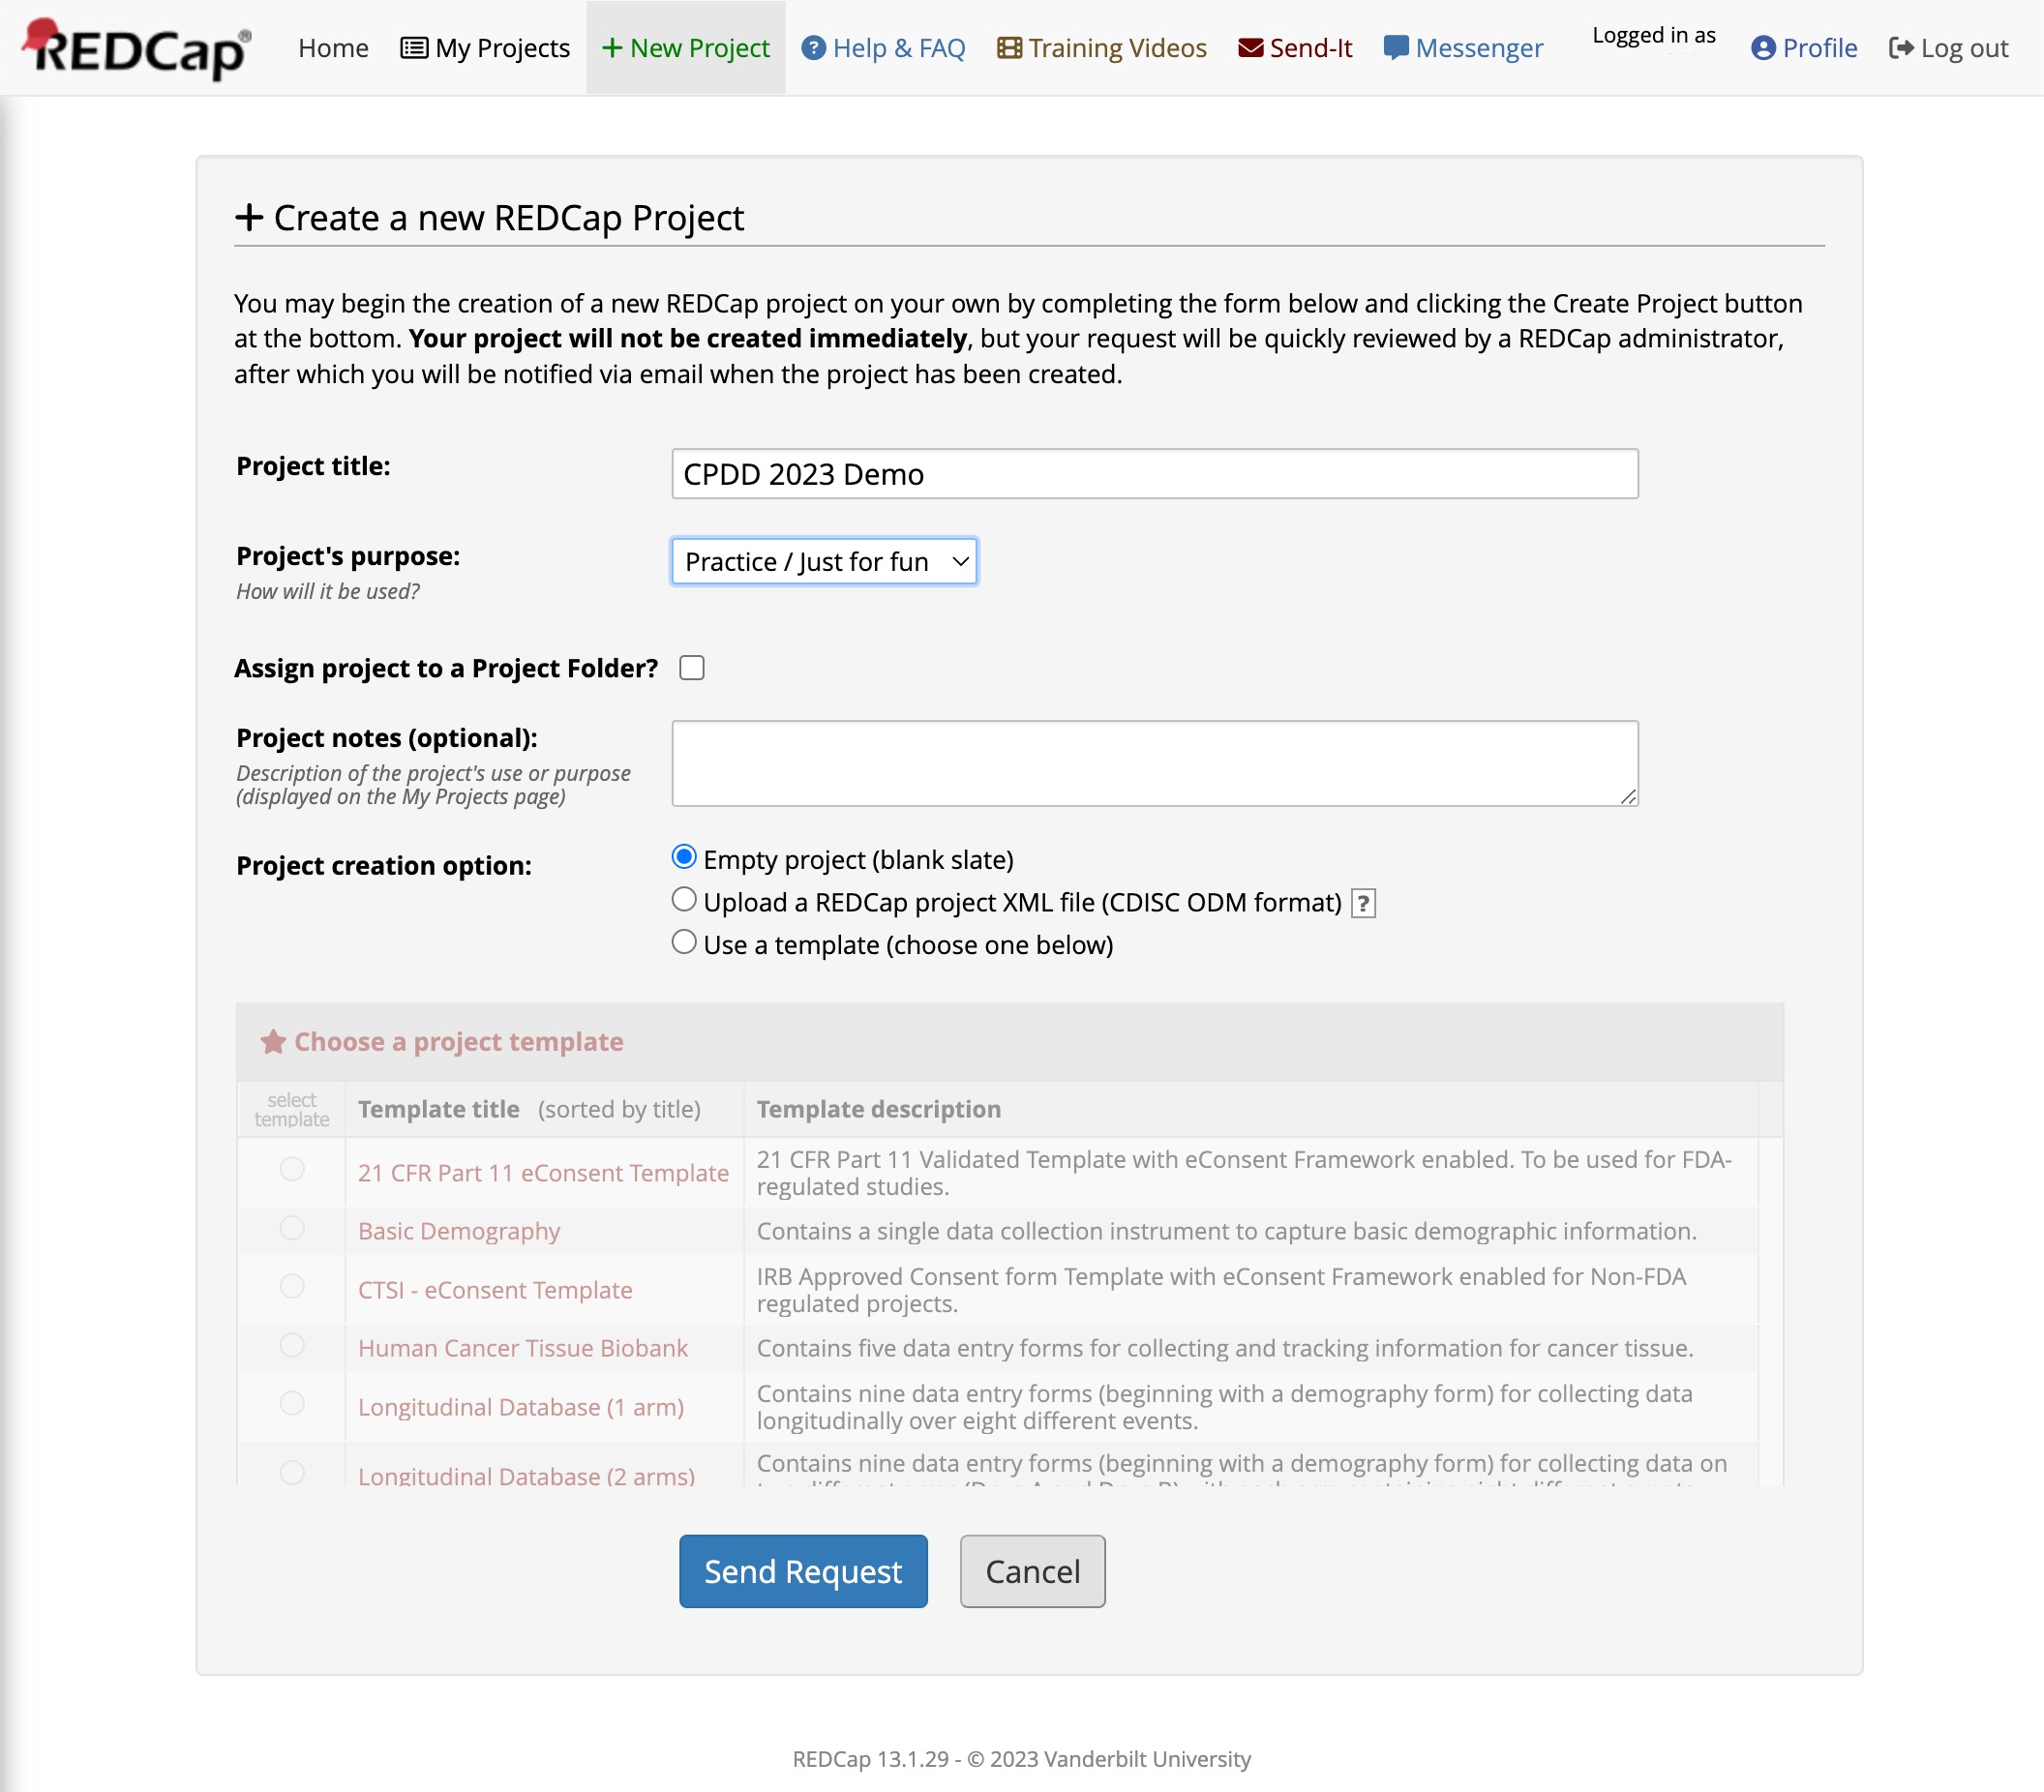 REDCap®
Home
My Projects
New Project
? Help & FAQ
Training Videos
Send-It
Messenger
Logged in as
Profile
Log out
Create a new REDCap Project
You may begin the creation of a new REDCap project on your own by completing the form below and clicking the Create Project button
at the bottom. Your project will not be created immediately, but your request will be quickly reviewed by a REDCap administrator,
after which you will be notified via email when the project has been created.
Project title:
CPDD 2023 Demo
Project's purpose:
How will it be used?
Practice / Just for fun
Assign project to a Project Folder?
Project notes (optional):
Description of the project's use or purpose
(displayed on the My Projects page)
Project creation option:
Empty project (blank slate)
Upload a REDCap project XML file (CDISC ODM format) ?
Use a template (choose one below)
Choose a project template
select
template
Template title (sorted by title)
Template description
21 CFR Part 11 eConsent Template
21 CFR Part 11 Validated Template with eConsent Framework enabled. To be used for FDA-
regulated studies.
Basic Demography
Contains a single data collection instrument to capture basic demographic information.
CTSI - eConsent Template
IRB Approved Consent form Template with eConsent Framework enabled for Non-FDA
regulated projects.
Human Cancer Tissue Biobank
Contains five data entry forms for collecting and tracking information for cancer tissue.
Longitudinal Database (1 arm)
Contains nine data entry forms (beginning with a demography form) for collecting data
longitudinally over eight different events.
Longitudinal Database (2 arms)
Contains nine data entry forms (beginning with a demography form) for collecting data on
Send Request
Cancel
REDCap 13.1.29 - © 2023 Vanderbilt University